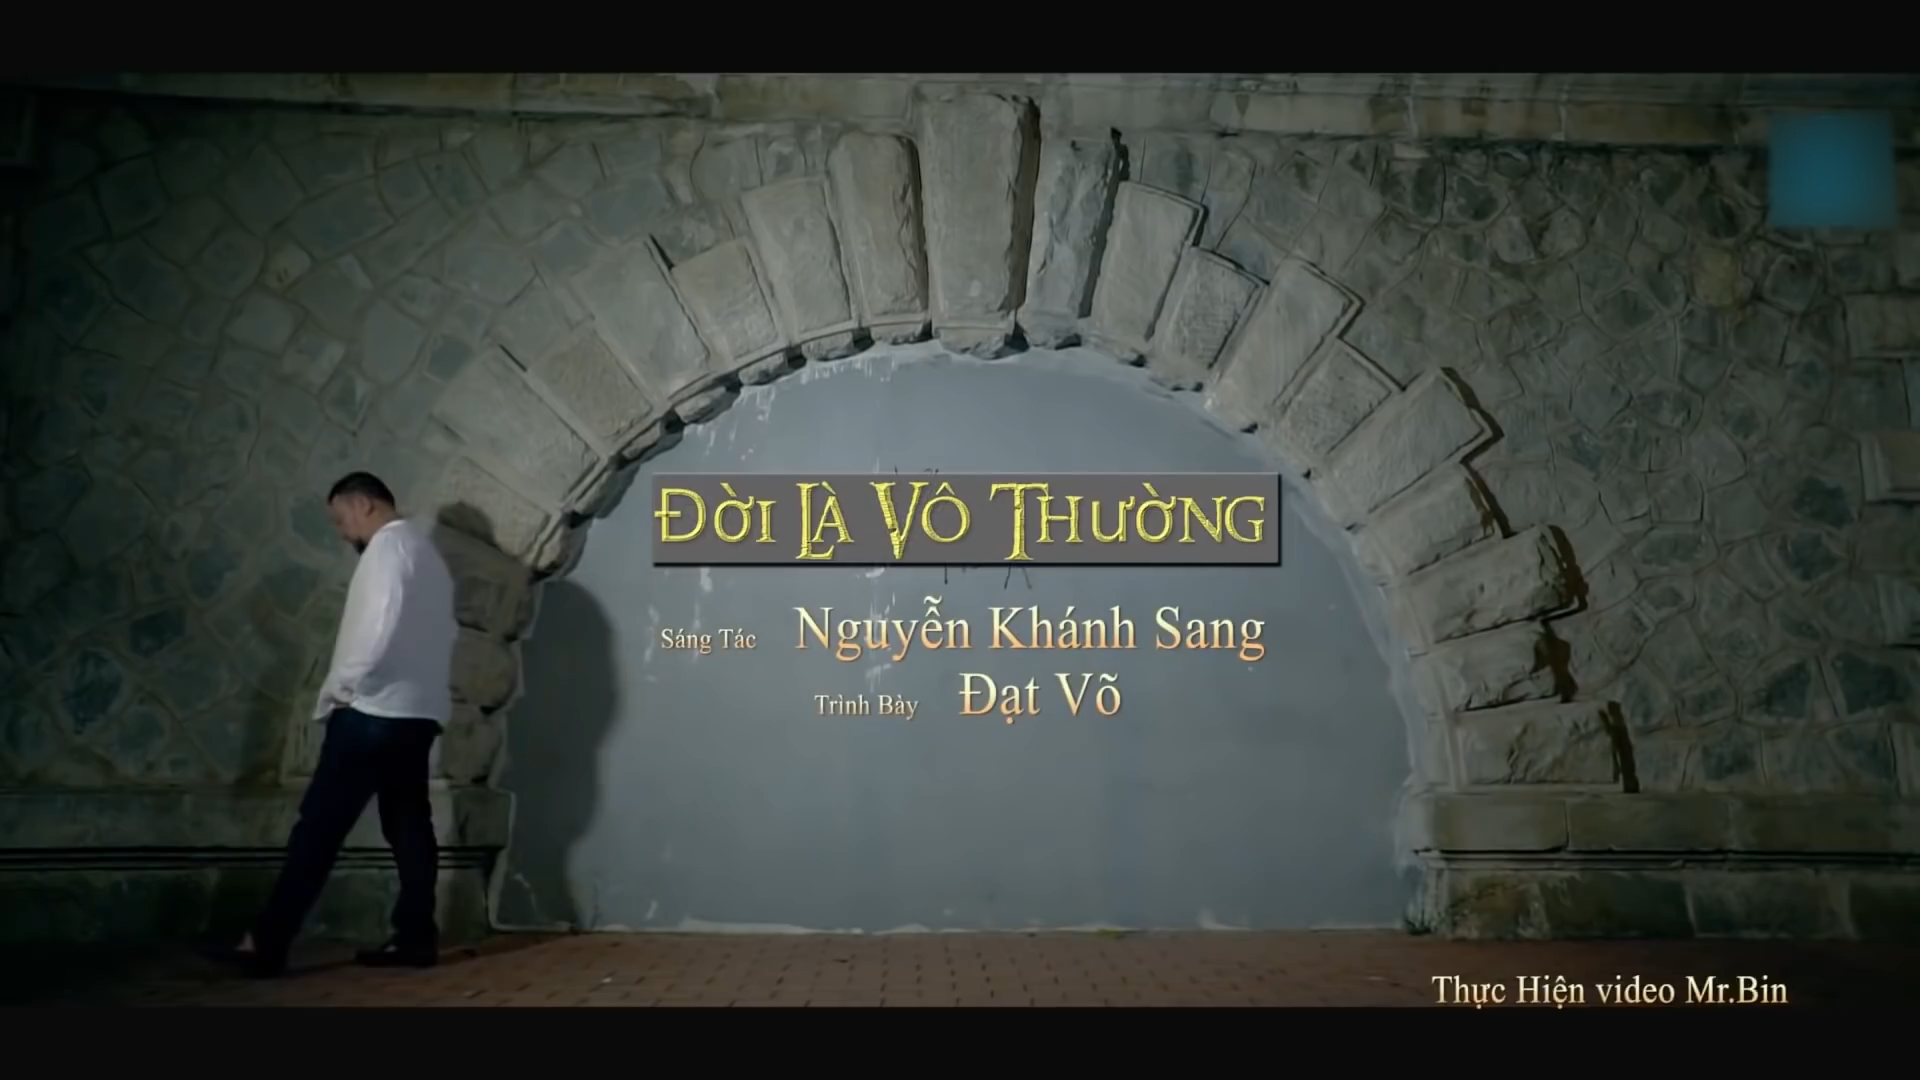 Đời Là Vô Thường
Sáng Tác Nguyễn Khánh Sang
Trình Bày Đạt Võ
Thực Hiện video Mr.Bin